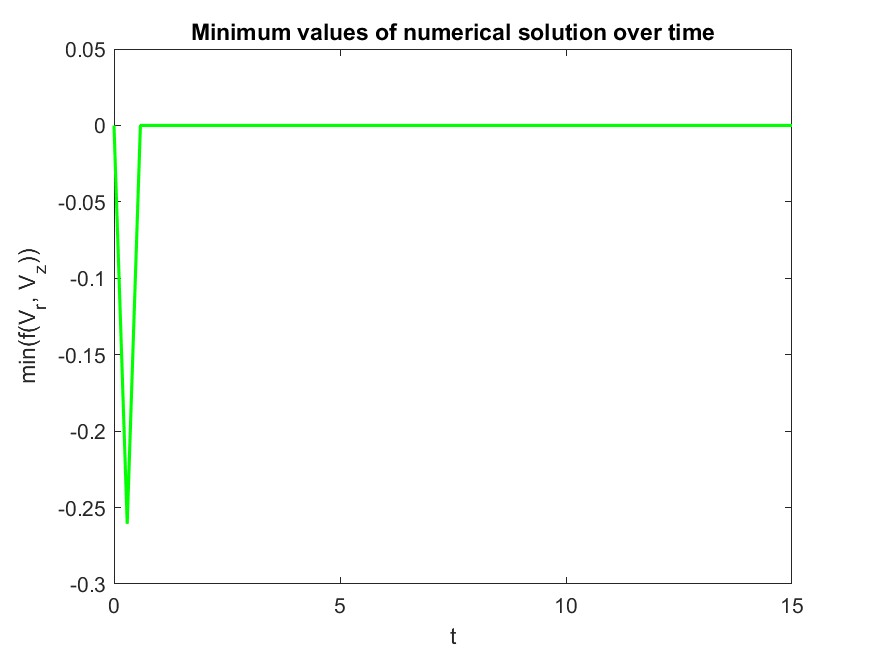 Minimum values of numerical solution over time
0.05
0
-0.05
-0.1
-0.15
-0.2
-0.25
-0.3
min(f(V_r, V_z))
0 5 10 15
t